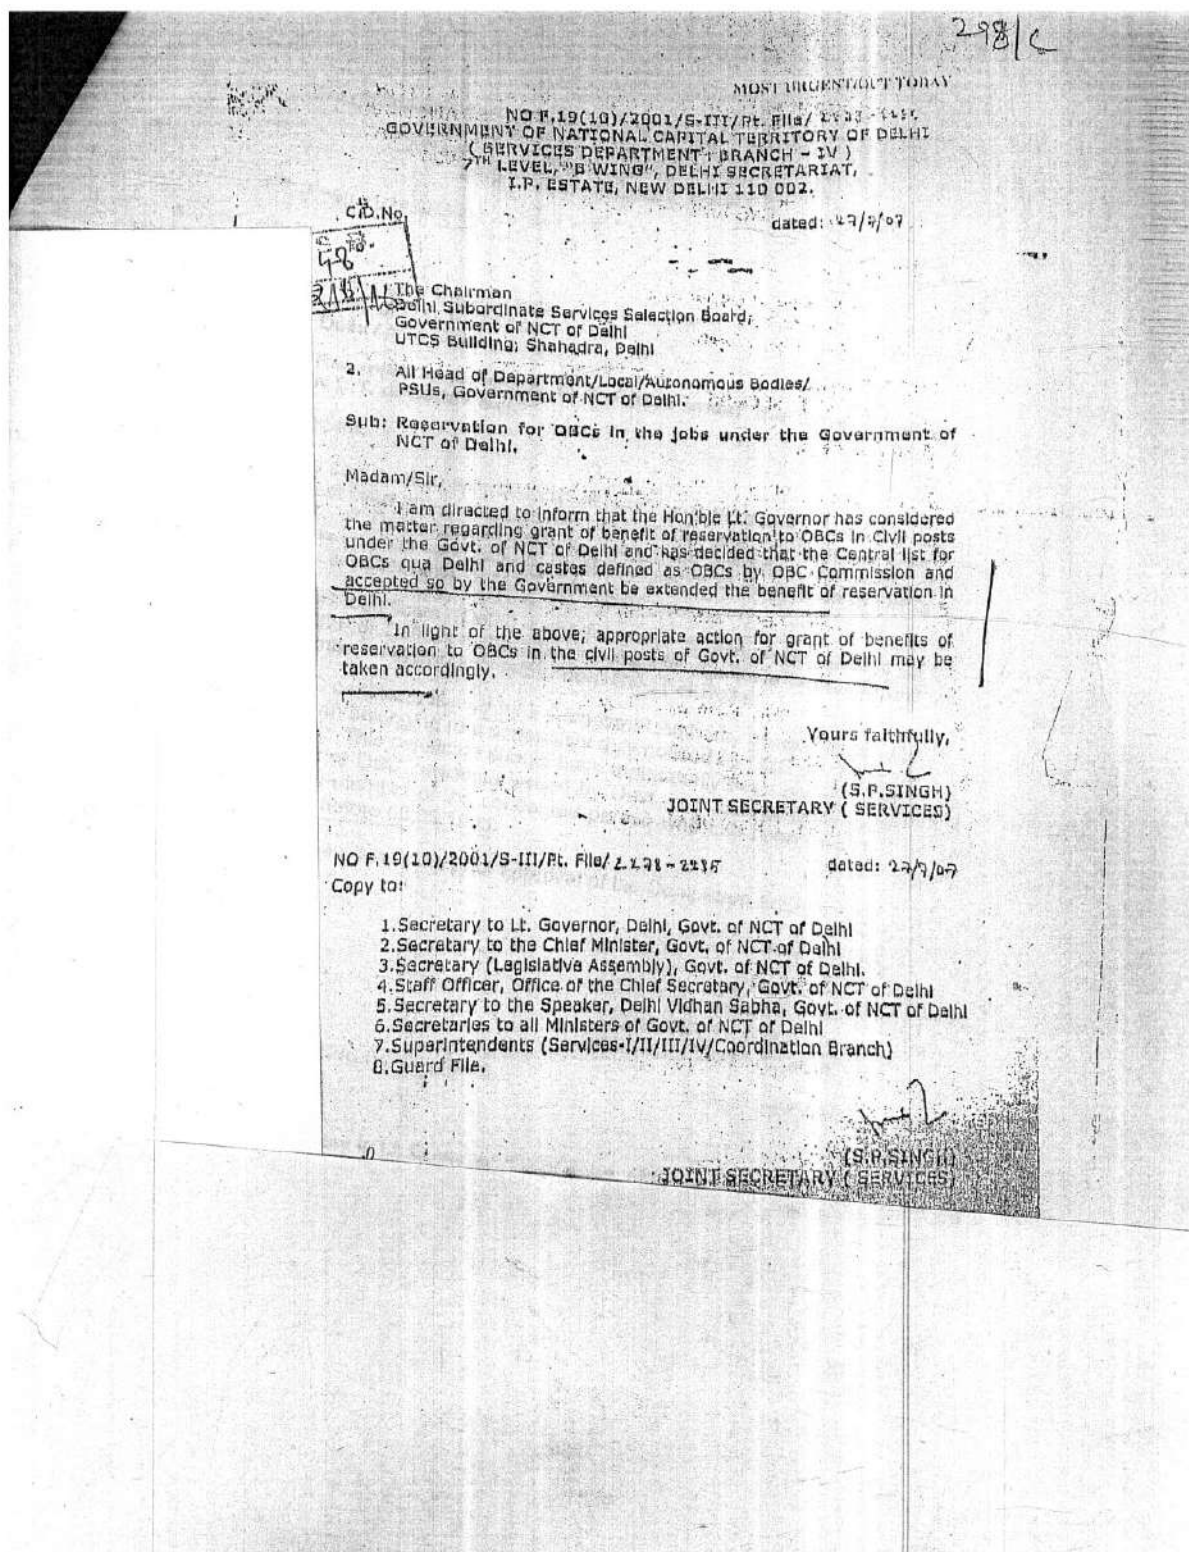 298/C
MOST URGENT/OUT TODAY
NO F.19(10)/2001/S-III/Pt. File/
GOVERNMENT OF NATIONAL CAPITAL TERRITORY OF DELHI
( SERVICES DEPARTMENT : BRANCH - IV )
7TH LEVEL, "B WING", DELHI SECRETARIAT,
I.P. ESTATE, NEW DELHI 110 002.
dated: 27/7/07
CD.No.
The Chairman
Delhi Subordinate Services Selection Board,
Government of NCT of Delhi
UTCS Building, Shahadra, Delhi
2. All Head of Department/Local/Autonomous Bodies/
PSUs, Government of NCT of Delhi.
Sub: Reservation for OBCs in the jobs under the Government of
NCT of Delhi.
Madam/Sir,
I am directed to inform that the Hon'ble Lt. Governor has considered
the matter regarding grant of benefit of reservation to OBCs in Civil posts
under the Govt. of NCT of Delhi and has decided that the Central list for
OBCs qua Delhi and castes defined as OBCs by OBC Commission and
accepted so by the Government be extended the benefit of reservation in
Delhi.
In light of the above, appropriate action for grant of benefits of
reservation to OBCs in the civil posts of Govt. of NCT of Delhi may be
taken accordingly.
Yours faithfully,
(S.P.SINGH)
JOINT SECRETARY ( SERVICES)
NO F.19(10)/2001/S-III/Pt. File/ dated: 27/7/07
Copy to:
1.Secretary to Lt. Governor, Delhi, Govt. of NCT of Delhi
2.Secretary to the Chief Minister, Govt. of NCT of Delhi
3.Secretary (Legislative Assembly), Govt. of NCT of Delhi.
4.Staff Officer, Office of the Chief Secretary, Govt. of NCT of Delhi
5.Secretary to the Speaker, Delhi Vidhan Sabha, Govt. of NCT of Delhi
6.Secretaries to all Ministers of Govt. of NCT of Delhi
7.Superintendents (Services-I/II/III/IV/Coordination Branch)
8.Guard File.
(S.P.SINGH)
JOINT SECRETARY ( SERVICES)